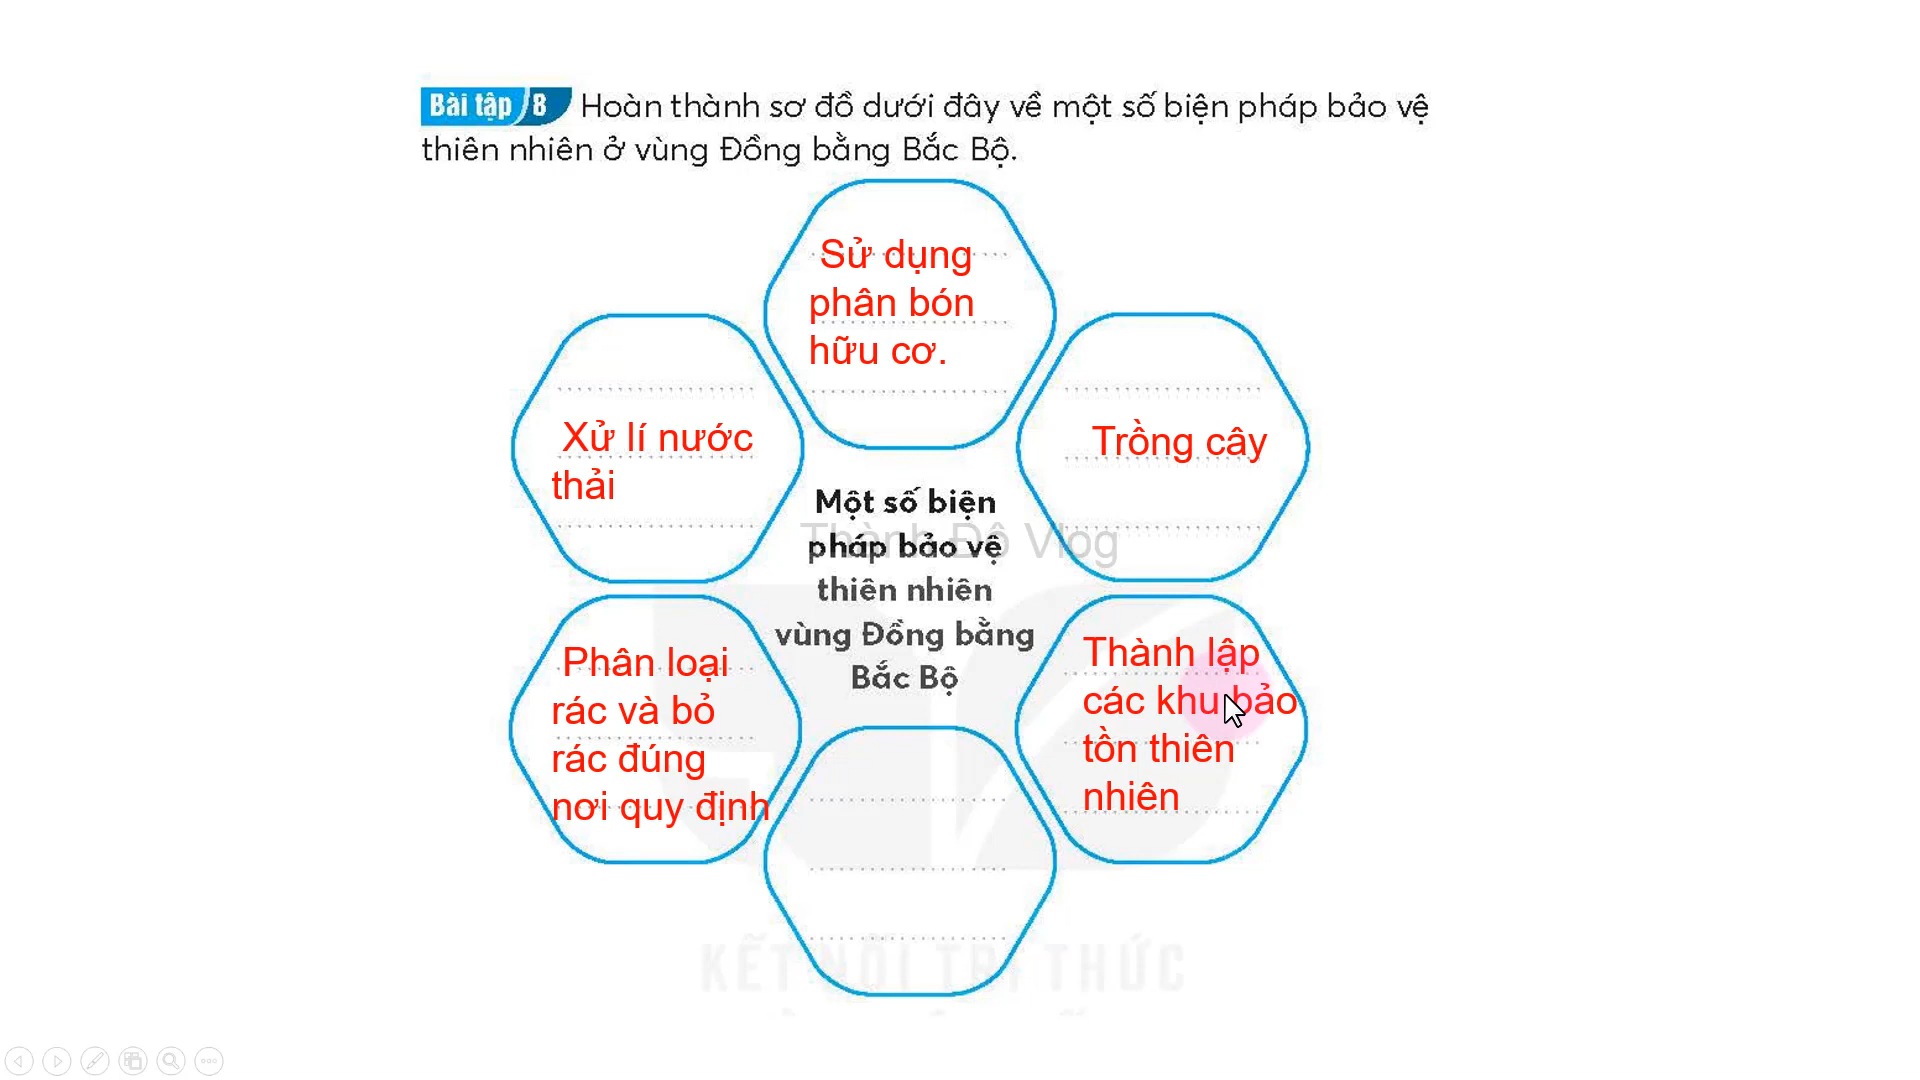 Bài tập 8 Hoàn thành sơ đồ dưới đây về một số biện pháp bảo vệ
thiên nhiên ở vùng Đồng bằng Bắc Bộ.
Sử dụng
phân bón
hữu cơ.
Xử lí nước
thải
Trồng cây
Một số biện
pháp bảo vệ
thiên nhiên
vùng Đồng bằng
Bắc Bộ
Thành Đô Vlog
Phân loại
rác và bỏ
rác đúng
nơi quy định
Thành lập
các khu bảo
tồn thiên
nhiên
KẾT NỐI TRI THỨC